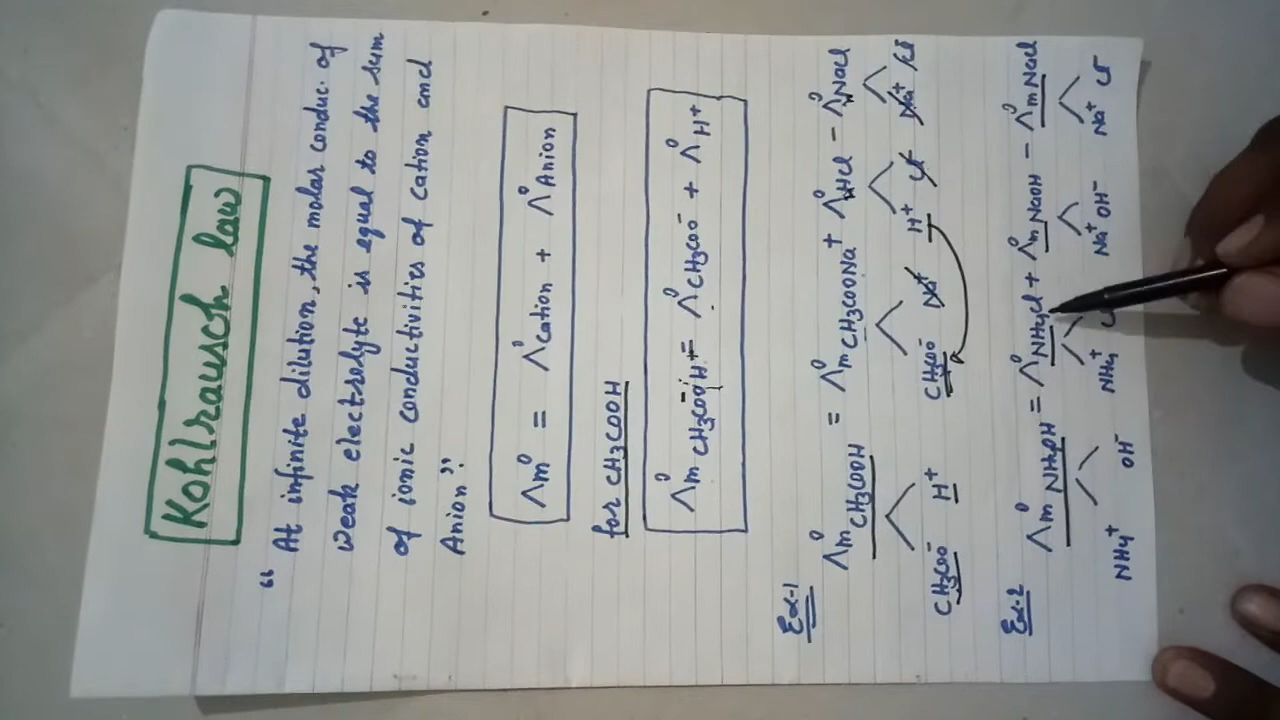 Kohlrausch law
“ At infinite dilution, the molar conduc. of
weak electrolyte is equal to the sum
of ionic conductivities of cation and
Anion”.
Λm° = Λ°Cation + Λ°Anion
for CH3COOH
Λ°m CH3COO⁻H⁺ = Λ°CH3COO⁻ + Λ°H⁺
Ex-1
Λ°m CH3COOH = Λ°m CH3COONa + Λ°m HCl − Λ°m NaCl
CH3COO⁻ H⁺ CH3COO⁻ Na⁺ H⁺ Cl⁻ Na⁺ Cl⁻
Ex-2
Λ°m NH4OH = Λ°NH4Cl + Λ°m NaOH − Λ°m NaCl
NH4⁺ OH⁻ NH4⁺ Na⁺ OH⁻ Na⁺ Cl⁻